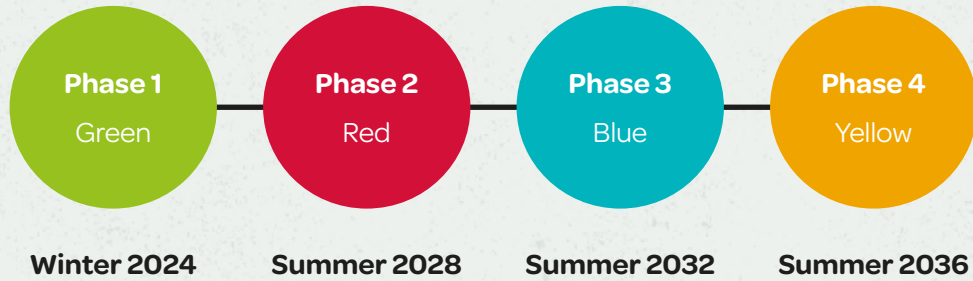 Phase 1
Green
Phase 2
Red
Phase 3
Blue
Phase 4
Yellow
Winter 2024
Summer 2028
Summer 2032
Summer 2036